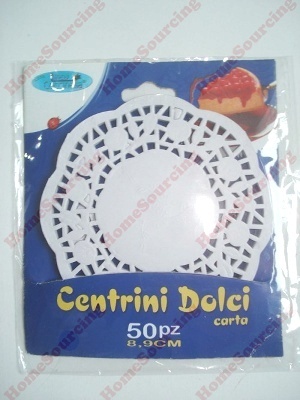 HomeSourcing
Centrini Dolci
carta
50pz
8,9CM